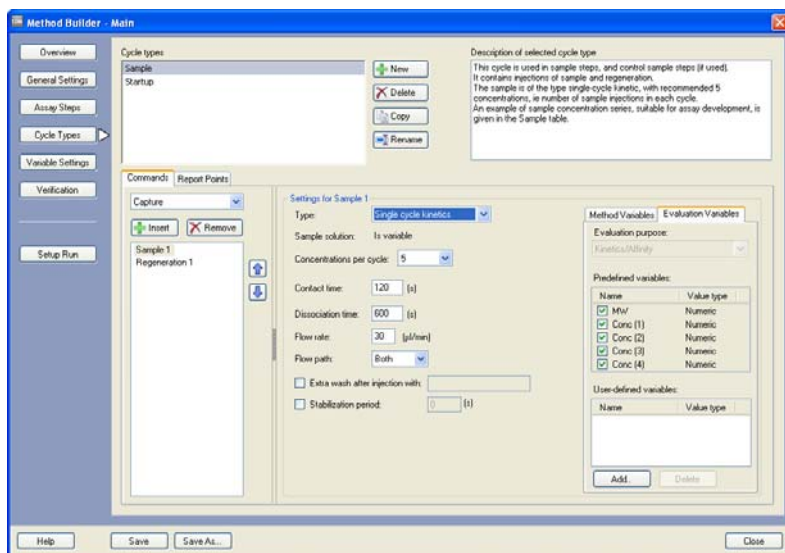 Method Builder - Main
Overview
General Settings
Assay Steps
Cycle Types
Variable Settings
Verification
Setup Run
Cycle types
Sample
Startup
New
Delete
Copy
Rename
Description of selected cycle type
This cycle is used in sample steps, and control sample steps (if used).
It contains injections of sample and regeneration.
The sample is of the type single-cycle kinetic, with recommended 5
concentrations, ie number of sample injections in each cycle.
An example of sample concentration series, suitable for assay development, is
given in the Sample table.
Commands Report Points
Capture
Insert Remove
Sample 1
Regeneration 1
Settings for Sample 1
Type: Single cycle kinetics
Sample solution: Is variable
Concentrations per cycle: 5
Contact time: 120 (s)
Dissociation time: 600 (s)
Flow rate: 30 (µl/min)
Flow path: Both
Extra wash after injection with:
Stabilization period: 0 (s)
Method Variables Evaluation Variables
Evaluation purpose:
Kinetics/Affinity
Predefined variables:
Name Value type
MW Numeric
Conc (1) Numeric
Conc (2) Numeric
Conc (3) Numeric
Conc (4) Numeric
User-defined variables:
Name Value type
Add.. Delete
Help Save Save As... Close